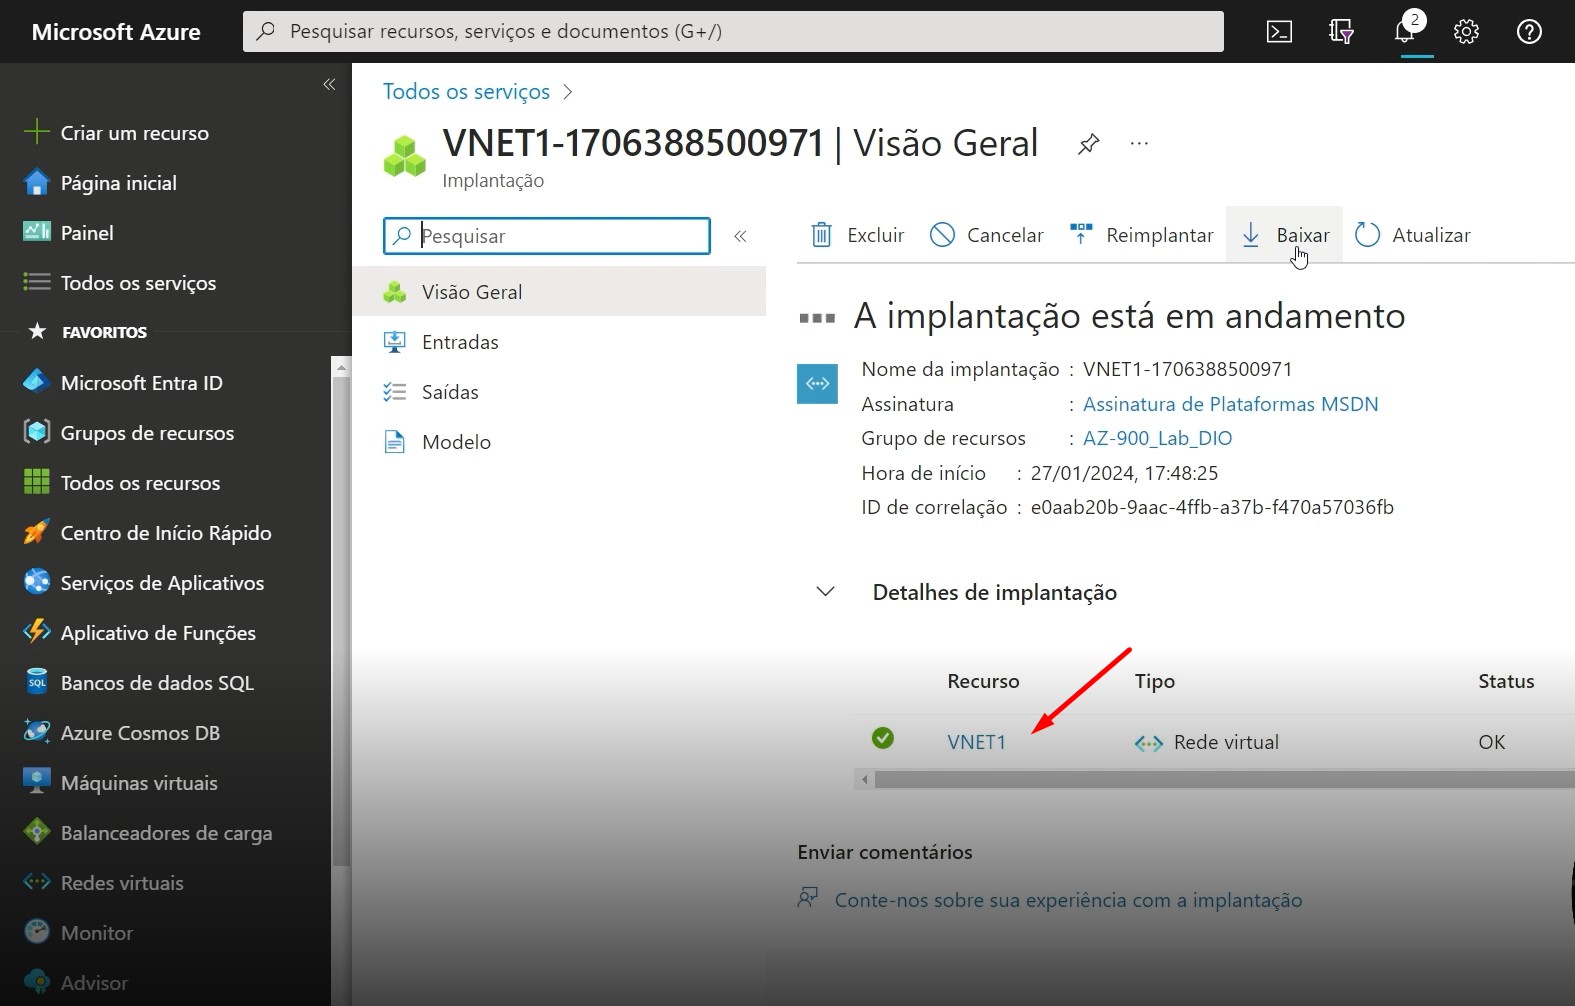 Microsoft Azure
Pesquisar recursos, serviços e documentos (G+/)
2
Criar um recurso
Página inicial
Painel
Todos os serviços
FAVORITOS
Microsoft Entra ID
Grupos de recursos
Todos os recursos
Centro de Início Rápido
Serviços de Aplicativos
Aplicativo de Funções
SQL
Bancos de dados SQL
Azure Cosmos DB
Máquinas virtuais
Balanceadores de carga
Redes virtuais
Monitor
Advisor
Todos os serviços
VNET1-1706388500971 | Visão Geral
Implantação
Pesquisar
Visão Geral
Entradas
Saídas
Modelo
Excluir Cancelar Reimplantar Baixar Atualizar
A implantação está em andamento
Nome da implantação : VNET1-1706388500971
Assinatura : Assinatura de Plataformas MSDN
Grupo de recursos : AZ-900_Lab_DIO
Hora de início : 27/01/2024, 17:48:25
ID de correlação : e0aab20b-9aac-4ffb-a37b-f470a57036fb
Detalhes de implantação
Recurso Tipo Status
VNET1 Rede virtual OK
Enviar comentários
Conte-nos sobre sua experiência com a implantação